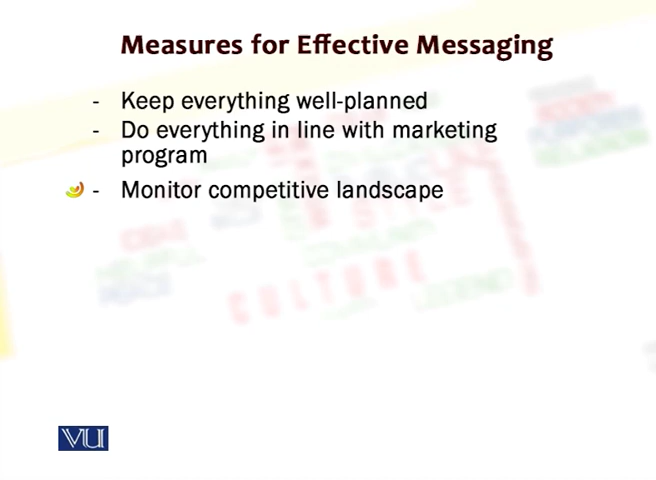 Measures for Effective Messaging
- Keep everything well-planned
- Do everything in line with marketing
program
- Monitor competitive landscape
CULTURE
VU